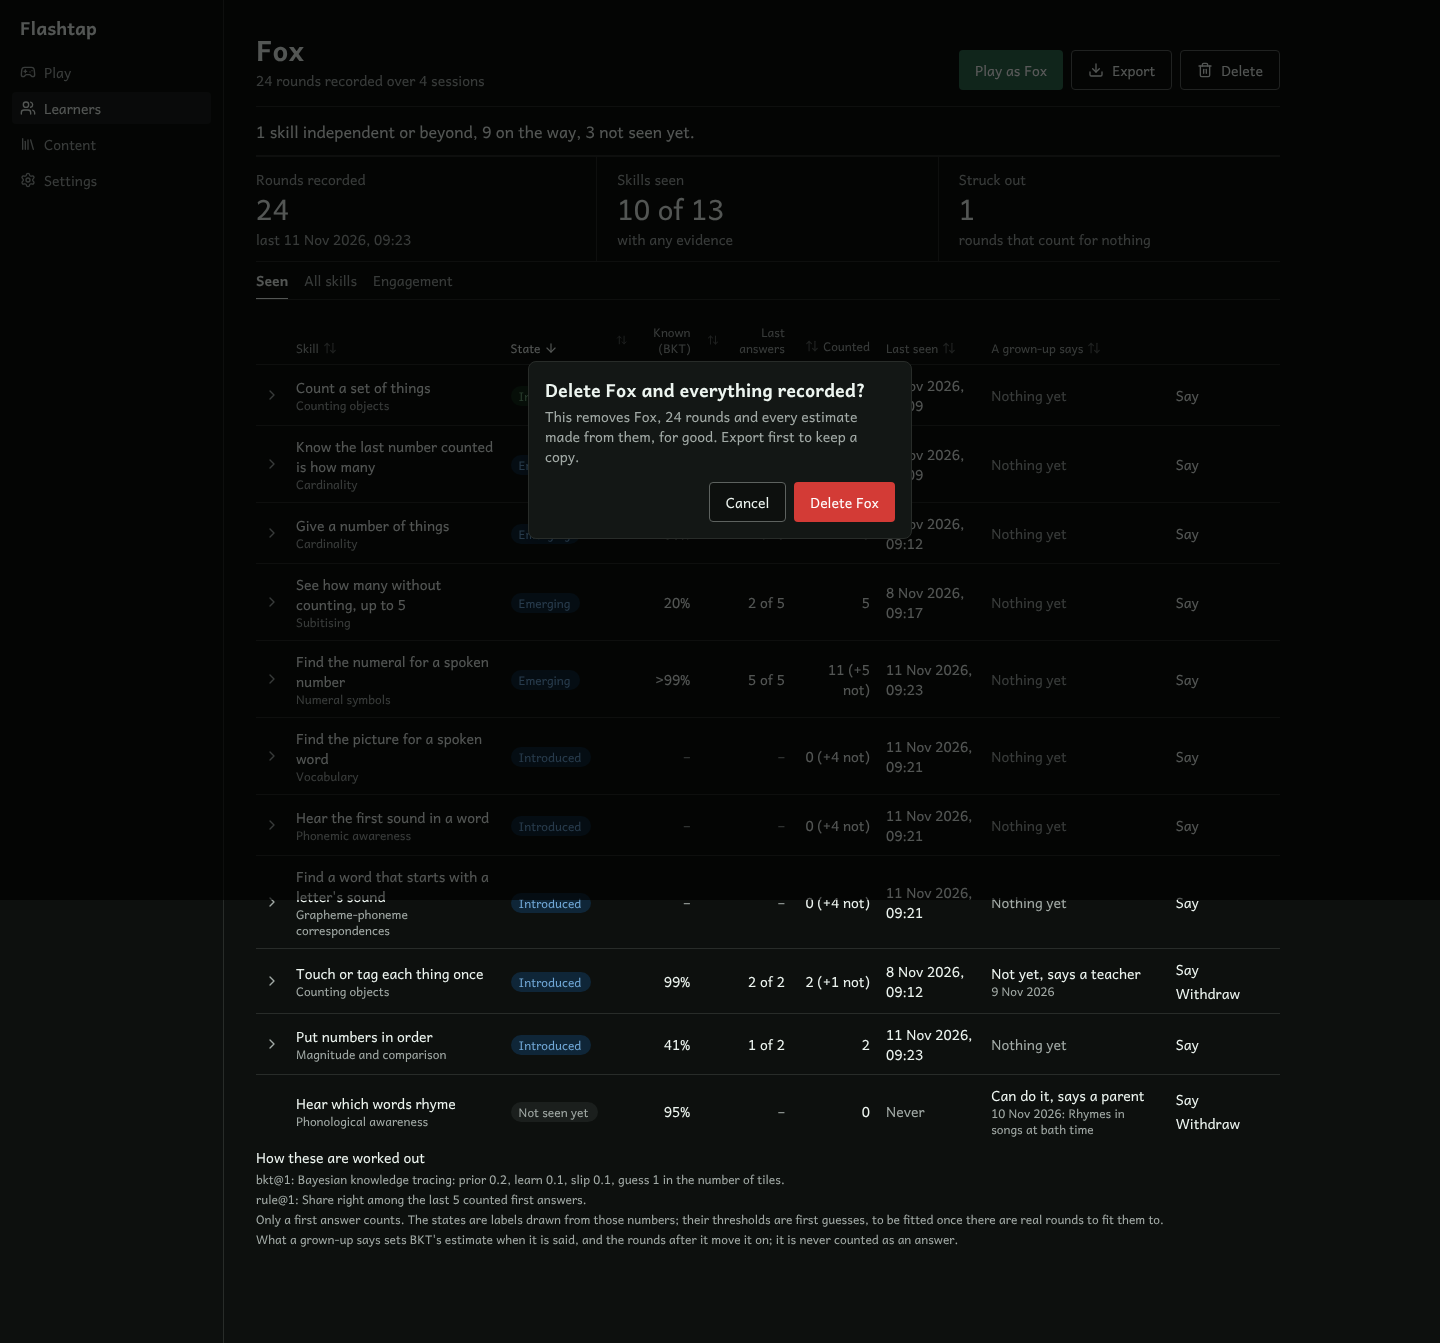 Flashtap
Play
Learners
Content
Settings
Fox
24 rounds recorded over 4 sessions
Play as Fox
Export
Delete
1 skill independent or beyond, 9 on the way, 3 not seen yet.
Rounds recorded
24
last 11 Nov 2026, 09:23
Skills seen
10 of 13
with any evidence
Struck out
1
rounds that count for nothing
Seen All skills Engagement
Skill State Known (BKT) Last answers Counted Last seen A grown-up says
Count a set of things
Counting objects
Nothing yet
Say
Delete Fox and everything recorded?
This removes Fox, 24 rounds and every estimate
made from them, for good. Export first to keep a
copy.
Cancel
Delete Fox
Know the last number counted
is how many
Cardinality
Nothing yet
Say
Give a number of things
Cardinality
09:12
Nothing yet
Say
See how many without
counting, up to 5
Subitising
Emerging
20%
2 of 5
5
8 Nov 2026,
09:17
Nothing yet
Say
Find the numeral for a spoken
number
Numeral symbols
Emerging
>99%
5 of 5
11 (+5
not)
11 Nov 2026,
09:23
Nothing yet
Say
Find the picture for a spoken
word
Vocabulary
Introduced
–
–
0 (+4 not)
11 Nov 2026,
09:21
Nothing yet
Say
Hear the first sound in a word
Phonemic awareness
Introduced
–
–
0 (+4 not)
11 Nov 2026,
09:21
Nothing yet
Say
Find a word that starts with a
letter's sound
Grapheme-phoneme
correspondences
Introduced
–
–
0 (+4 not)
11 Nov 2026,
09:21
Nothing yet
Say
Touch or tag each thing once
Counting objects
Introduced
99%
2 of 2
2 (+1 not)
8 Nov 2026,
09:12
Not yet, says a teacher
9 Nov 2026
Say
Withdraw
Put numbers in order
Magnitude and comparison
Introduced
41%
1 of 2
2
11 Nov 2026,
09:23
Nothing yet
Say
Hear which words rhyme
Phonological awareness
Not seen yet
95%
–
0
Never
Can do it, says a parent
10 Nov 2026: Rhymes in
songs at bath time
Say
Withdraw
How these are worked out
bkt@1: Bayesian knowledge tracing: prior 0.2, learn 0.1, slip 0.1, guess 1 in the number of tiles.
rule@1: Share right among the last 5 counted first answers.
Only a first answer counts. The states are labels drawn from those numbers; their thresholds are first guesses, to be fitted once there are real rounds to fit them to.
What a grown-up says sets BKT's estimate when it is said, and the rounds after it move it on; it is never counted as an answer.